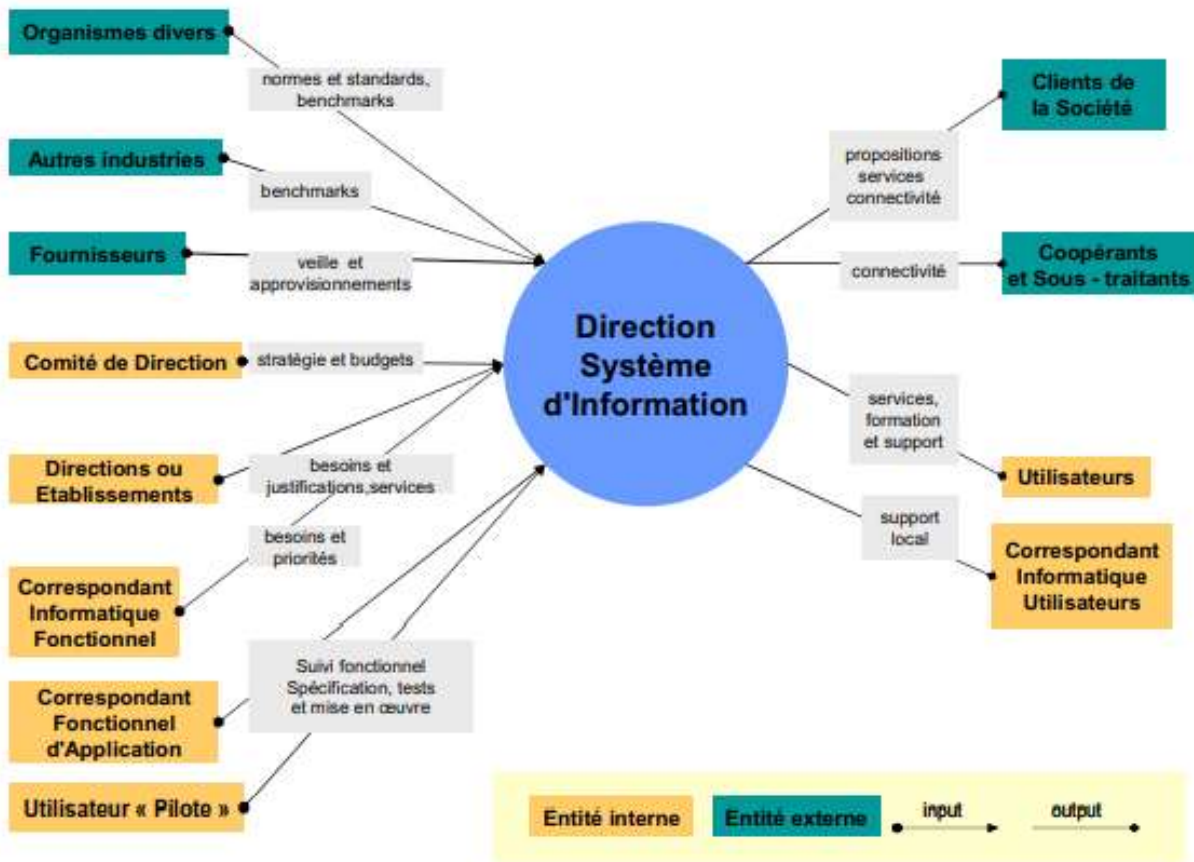 Organismes divers
normes et standards,
benchmarks
Autres industries
benchmarks
Fournisseurs
veille et
approvisionnements
Comité de Direction
stratégie et budgets
Directions ou
Etablissements
besoins et
justifications,services
besoins et
priorités
Correspondant
Informatique
Fonctionnel
Suivi fonctionnel
Spécification, tests
et mise en œuvre
Correspondant
Fonctionnel
d'Application
Utilisateur « Pilote »
Direction
Système
d'Information
Clients de
la Société
propositions
services
connectivité
Coopérants
et Sous - traitants
connectivité
services,
formation
et support
Utilisateurs
support
local
Correspondant
Informatique
Utilisateurs
Entité interne
Entité externe
input
output